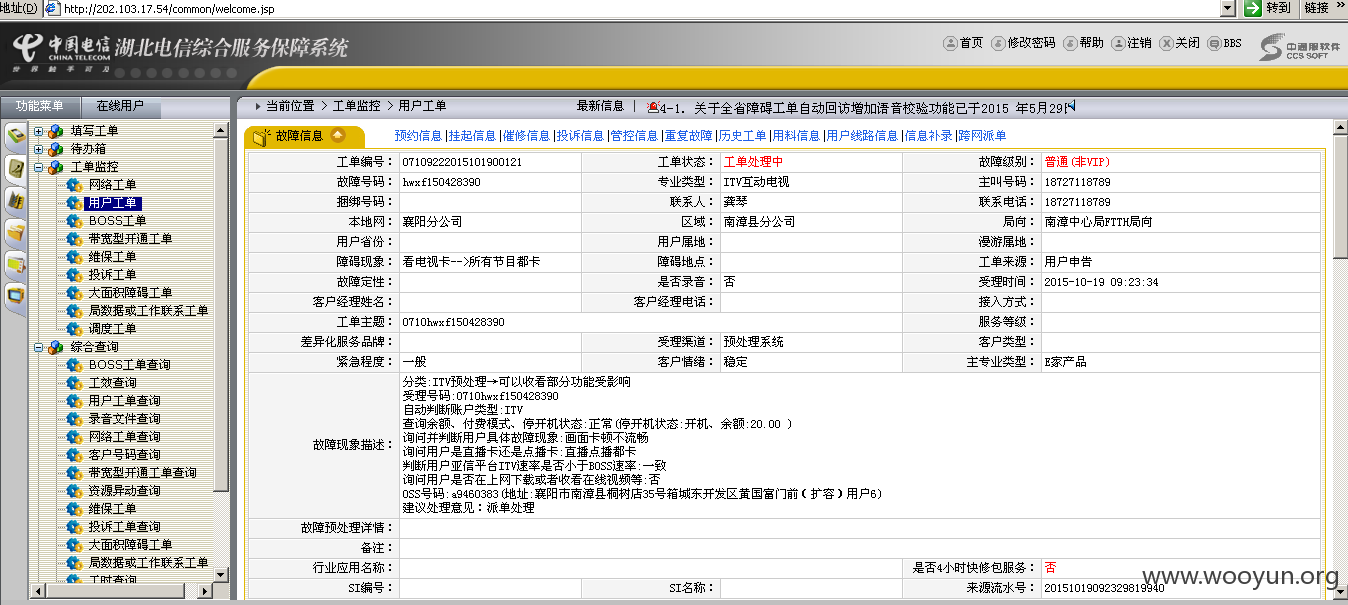 地址(D) http://202.103.17.54/common/welcome.jsp 转到 链接 »
中国电信 CHINA TELECOM 世界触手可及 湖北电信综合服务保障系统 首页 修改密码 帮助 注销 关闭 BBS 中通服软件 CCS SOFT
功能菜单 在线用户
填写工单
待办箱
工单监控
网络工单
用户工单
BOSS工单
带宽型开通工单
维保工单
投诉工单
大面积障碍工单
局数据或工作联系工单
调度工单
综合查询
BOSS工单查询
工效查询
用户工单查询
录音文件查询
网络工单查询
客户号码查询
带宽型开通工单查询
资源异动查询
维保工单
投诉工单查询
大面积障碍工单
局数据或工作联系工单
工时查询
当前位置 > 工单监控 > 用户工单 最新信息 | 4-1. 关于全省障碍工单自动回访增加语音校验功能已于2015 年5月29
故障信息 预约信息|挂起信息|催修信息|投诉信息|管控信息|重复故障|历史工单|用料信息|用户线路信息|信息补录|跨网派单
工单编号： 07109222015101900121 工单状态： 工单处理中 故障级别： 普通(非VIP)
故障号码： hwxf150428390 专业类型： ITV互动电视 主叫号码： 18727118789
捆绑号码： 联系人： 龚琴 联系电话： 18727118789
本地网： 襄阳分公司 区域： 南漳县分公司 局向： 南漳中心局FTTH局向
用户省份： 用户属地： 漫游属地：
障碍现象： 看电视卡-->所有节目都卡 障碍地点： 工单来源： 用户申告
故障定性： 是否录音： 否 受理时间： 2015-10-19 09:23:34
客户经理姓名： 客户经理电话： 接入方式：
工单主题： 0710hwxf150428390 服务等级：
差异化服务品牌： 受理渠道： 预处理系统 客户类型：
紧急程度： 一般 客户情绪： 稳定 主专业类型： E家产品
故障现象描述：
分类:ITV预处理→可以收看部分功能受影响
受理号码:0710hwxf150428390
自动判断账户类型:ITV
查询余额、付费模式、停开机状态:正常(停开机状态:开机、余额:20.00 )
询问并判断用户具体故障现象:画面卡顿不流畅
询问用户是直播卡还是点播卡:直播点播都卡
判断用户亚信平台ITV速率是否小于BOSS速率:一致
询问用户是否在上网下载或者收看在线视频等:否
OSS号码:a9460383(地址:襄阳市南漳县桐树店35号箱城东开发区黄国富门前（扩容）用户6)
建议处理意见：派单处理
故障预处理详情：
备注：
行业应用名称： 是否4小时快修包服务： 否
SI编号： SI名称： 来源流水号： 20151019092329819940
www.wooyun.org